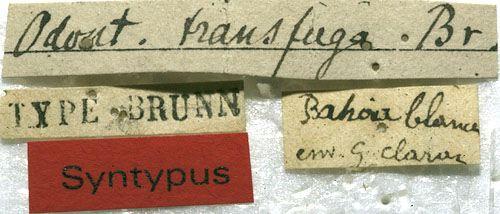 Odont. transfuga. Br.
TYPE BRUNN
Syntypus
Bahia blanca
env. G. claraz